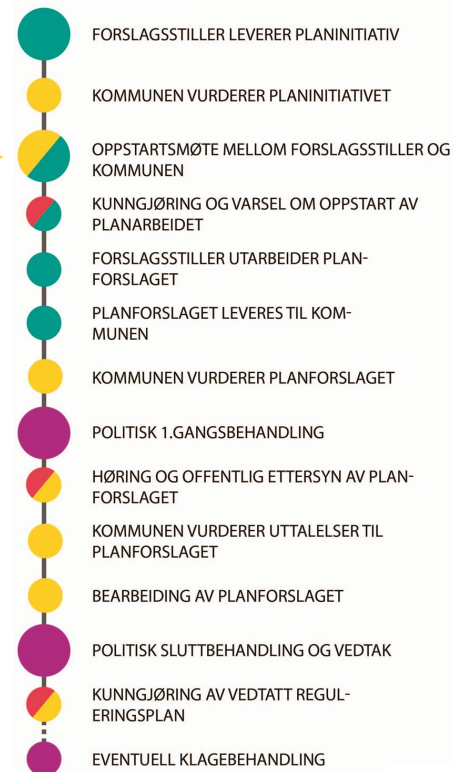 FORSLAGSSTILLER LEVERER PLANINITIATIV
KOMMUNEN VURDERER PLANINITIATIVET
OPPSTARTSMØTE MELLOM FORSLAGSSTILLER OG
KOMMUNEN
KUNNGJØRING OG VARSEL OM OPPSTART AV
PLANARBEIDET
FORSLAGSSTILLER UTARBEIDER PLAN-
FORSLAGET
PLANFORSLAGET LEVERES TIL KOM-
MUNEN
KOMMUNEN VURDERER PLANFORSLAGET
POLITISK 1.GANGSBEHANDLING
HØRING OG OFFENTLIG ETTERSYN AV PLAN-
FORSLAGET
KOMMUNEN VURDERER UTTALELSER TIL
PLANFORSLAGET
BEARBEIDING AV PLANFORSLAGET
POLITISK SLUTTBEHANDLING OG VEDTAK
KUNNGJØRING AV VEDTATT REGUL-
ERINGSPLAN
EVENTUELL KLAGEBEHANDLING